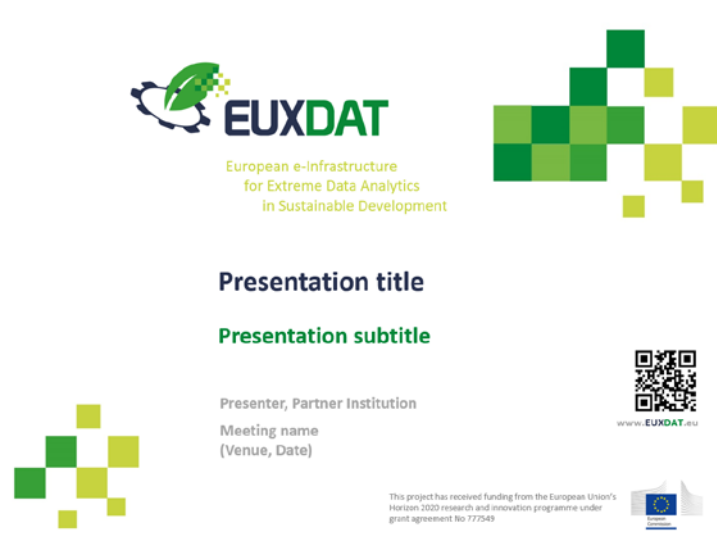 EUXDAT
European e-Infrastructure
for Extreme Data Analytics
in Sustainable Development
Presentation title
Presentation subtitle
Presenter, Partner Institution
Meeting name
(Venue, Date)
www.EUXDAT.eu
This project has received funding from the European Union's
Horizon 2020 research and innovation programme under
grant agreement No 777549
European
Commission